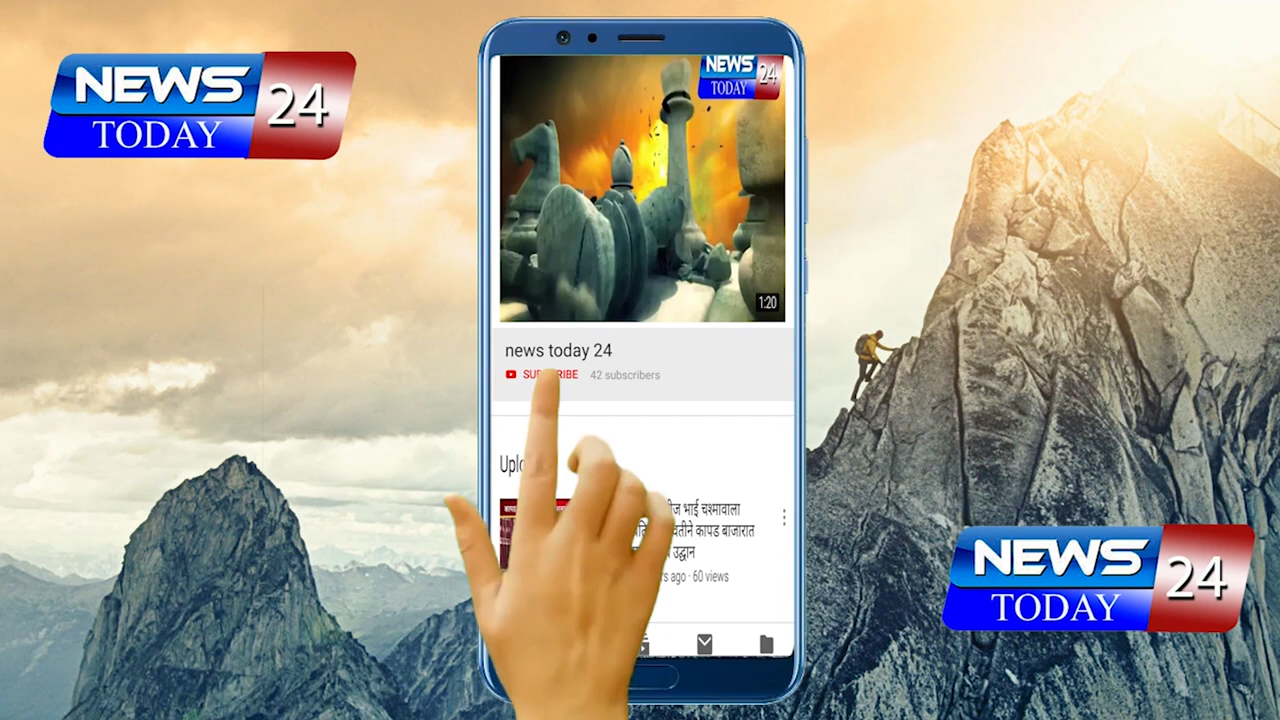 NEWS
TODAY
24
NEWS
TODAY
24
1:20
news today 24
42 subscribers
भाई चश्मावाला
कापड बाजारात
उद्घान
ago · 60 views
NEWS
TODAY
24